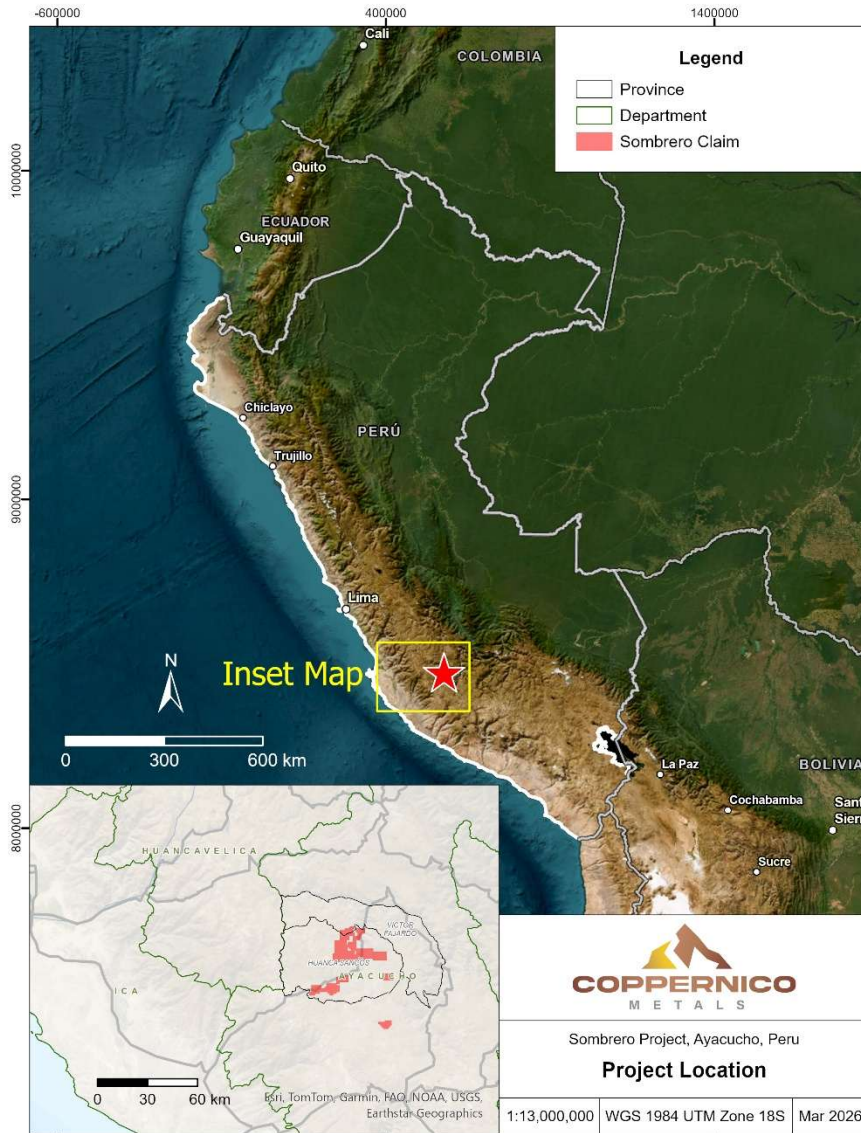 -600000
400000
1400000
Cali
COLOMBIA
Legend
Province
Department
Sombrero Claim
10000000
Quito
ECUADOR
Guayaquil
Chiclayo
PERÚ
Trujillo
9000000
Lima
Inset Map
N
0 300 600 km
La Paz
BOLIVIA
Cochabamba
Sant
Sierr
8000000
Sucre
HUANCAVELICA
VICTOR
FAJARDO
HUANCA SANCOS
AYACUCHO
ICA
0 30 60 km
Esri, TomTom, Garmin, FAO, NOAA, USGS,
Earthstar Geographics
COPPERNICO
METALS
Sombrero Project, Ayacucho, Peru
Project Location
1:13,000,000 WGS 1984 UTM Zone 18S Mar 2026